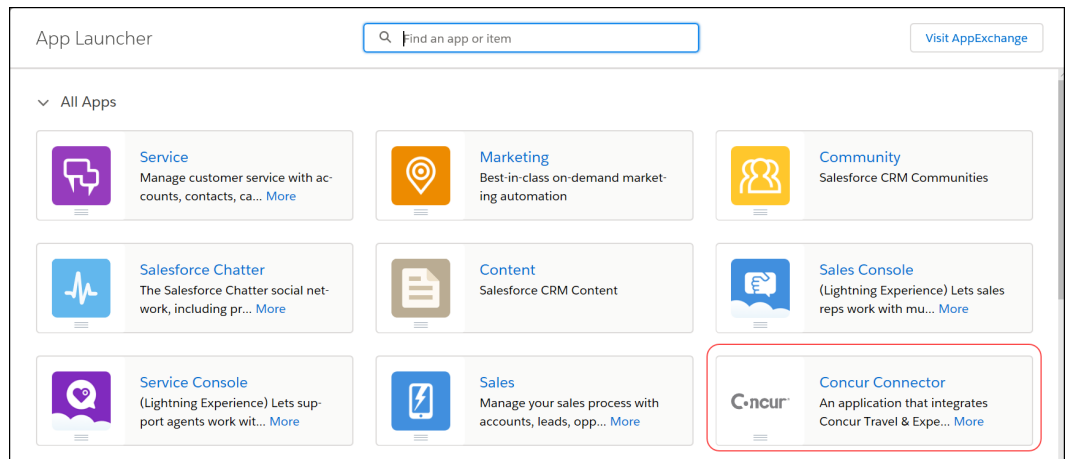 App Launcher
Find an app or item
Visit AppExchange
All Apps
Service
Manage customer service with ac-
counts, contacts, ca... More
Marketing
Best-in-class on-demand market-
ing automation
Community
Salesforce CRM Communities
Salesforce Chatter
The Salesforce Chatter social net-
work, including pr... More
Content
Salesforce CRM Content
Sales Console
(Lightning Experience) Lets sales
reps work with mu... More
Service Console
(Lightning Experience) Lets sup-
port agents work wit... More
Sales
Manage your sales process with
accounts, leads, opp... More
Concur
Concur Connector
An application that integrates
Concur Travel & Expe... More